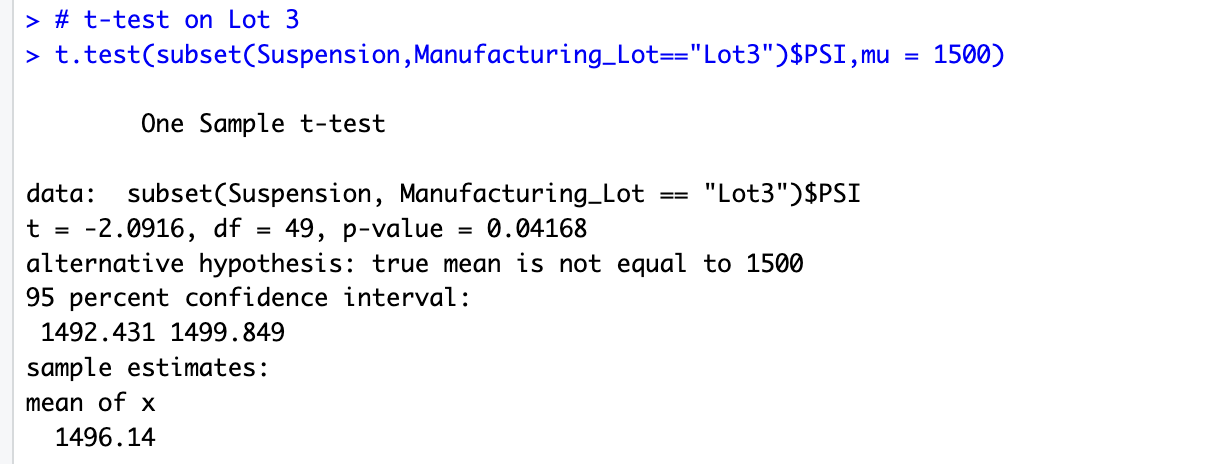 > # t-test on Lot 3
> t.test(subset(Suspension,Manufacturing_Lot=="Lot3")$PSI,mu = 1500)
One Sample t-test
data:  subset(Suspension, Manufacturing_Lot == "Lot3")$PSI
t = -2.0916, df = 49, p-value = 0.04168
alternative hypothesis: true mean is not equal to 1500
95 percent confidence interval:
 1492.431 1499.849
sample estimates:
mean of x
  1496.14